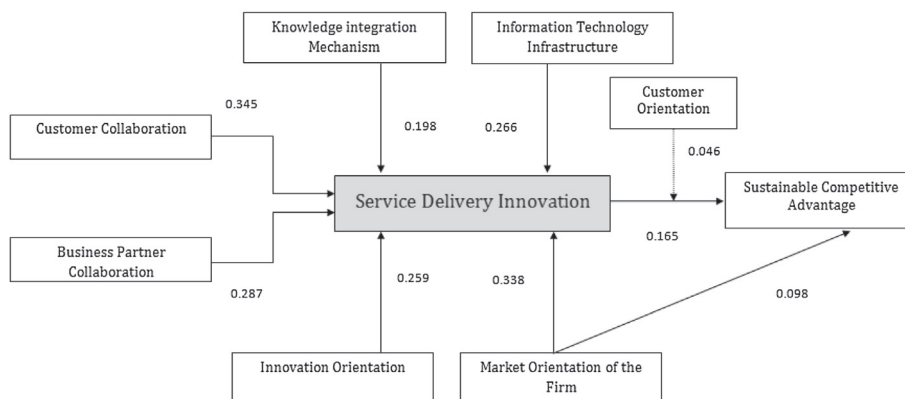 Knowledge integration
Mechanism
Information Technology
Infrastructure
Customer
Orientation
0.345
Customer Collaboration
0.198
0.266
0.046
Service Delivery Innovation
Sustainable Competitive
Advantage
0.165
Business Partner
Collaboration
0.287
0.259
0.338
0.098
Innovation Orientation
Market Orientation of the
Firm